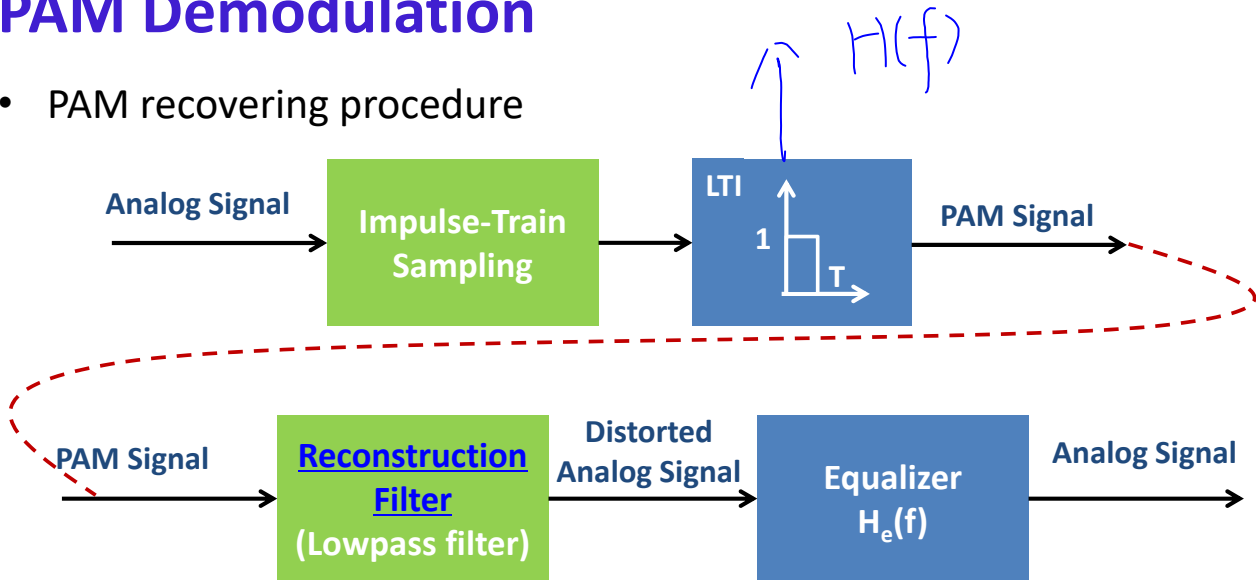 PAM Demodulation
H(f)
• PAM recovering procedure
Analog Signal
Impulse-Train
Sampling
LTI
1
T
PAM Signal
PAM Signal
Reconstruction
Filter
(Lowpass filter)
Distorted
Analog Signal
Equalizer
Hₑ(f)
Analog Signal